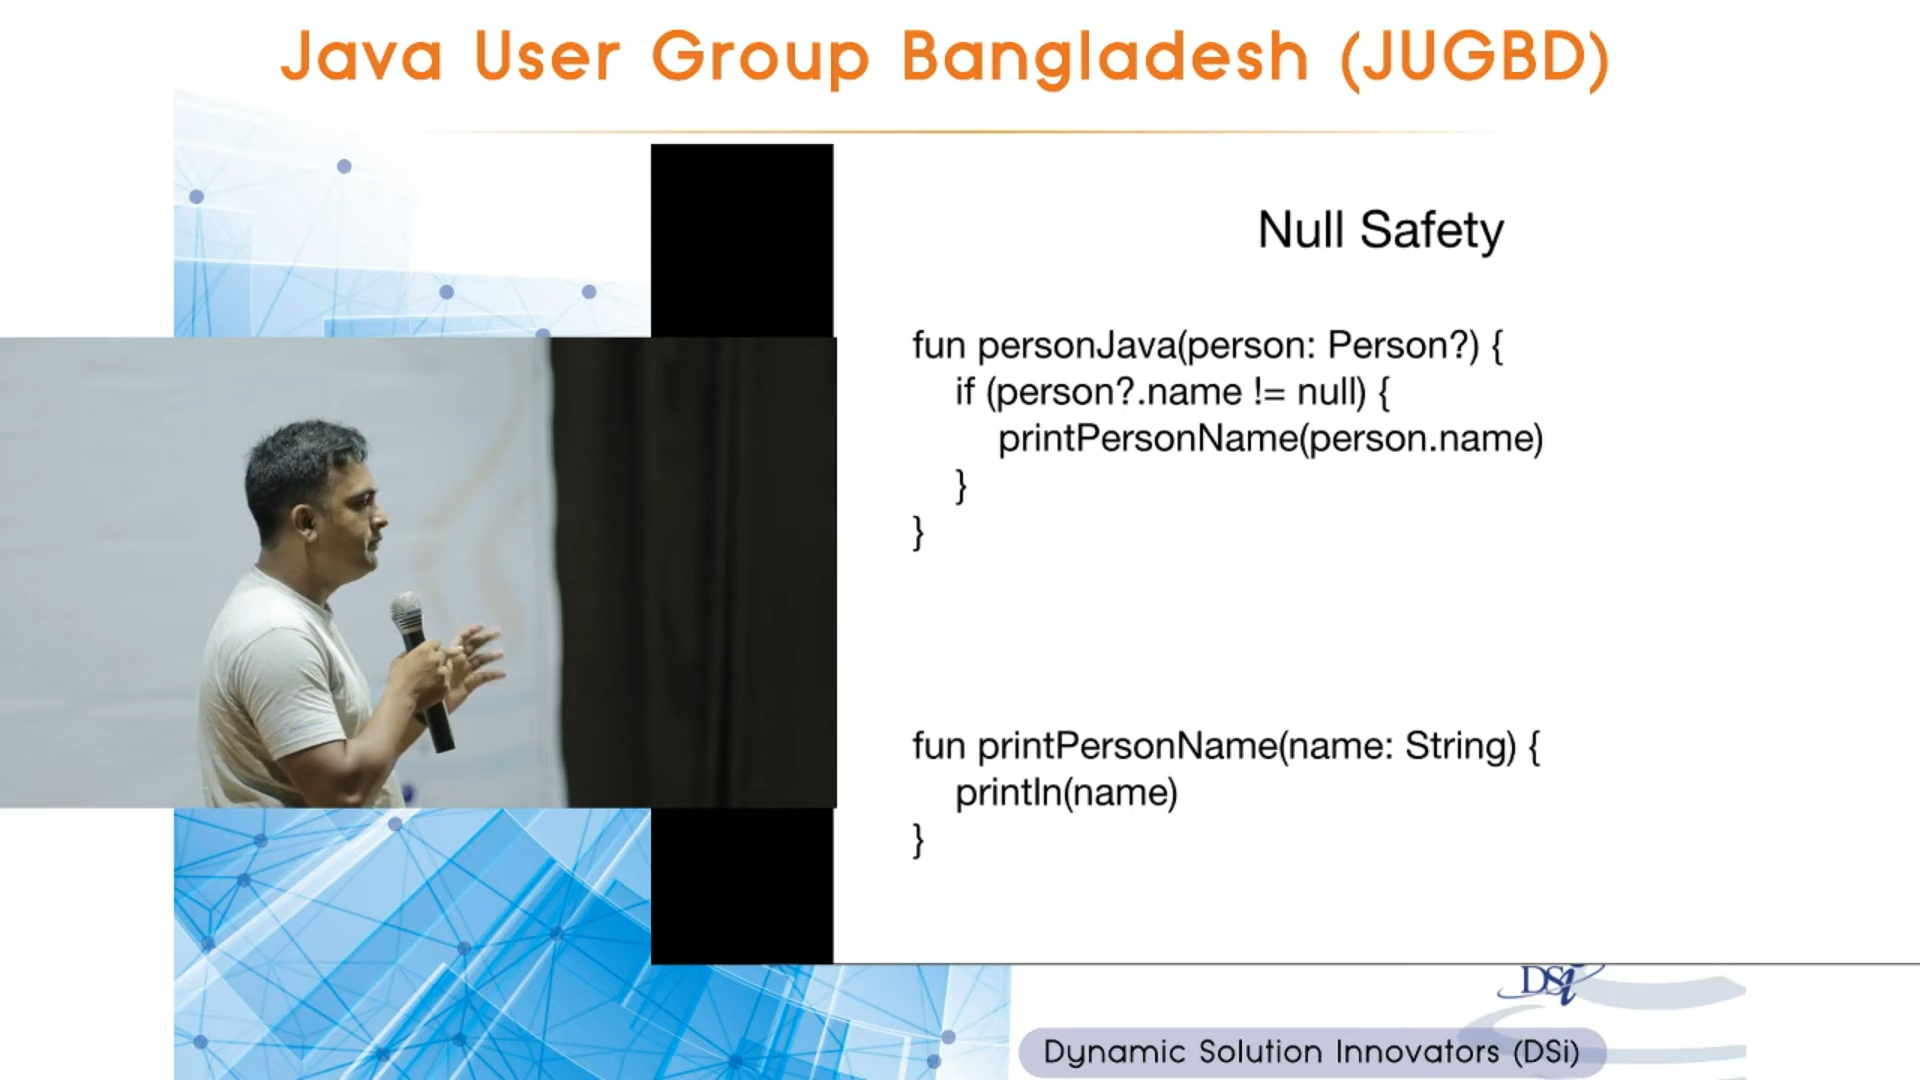 Java User Group Bangladesh (JUGBD)
Null Safety
fun personJava(person: Person?) {
if (person?.name != null) {
printPersonName(person.name)
}
}
fun printPersonName(name: String) {
println(name)
}
DSi
Dynamic Solution Innovators (DSi)